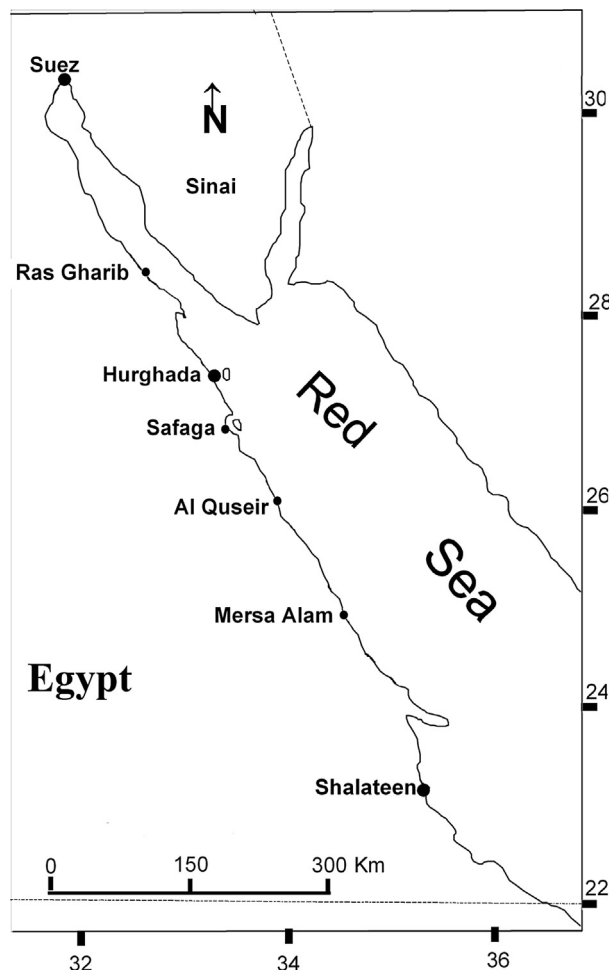 Suez
30
N
Sinai
Ras Gharib
28
Hurghada
Red
Safaga
26
Al Quseir
Sea
Mersa Alam
Egypt
24
Shalateen
0 150 300 Km
22
32 34 36